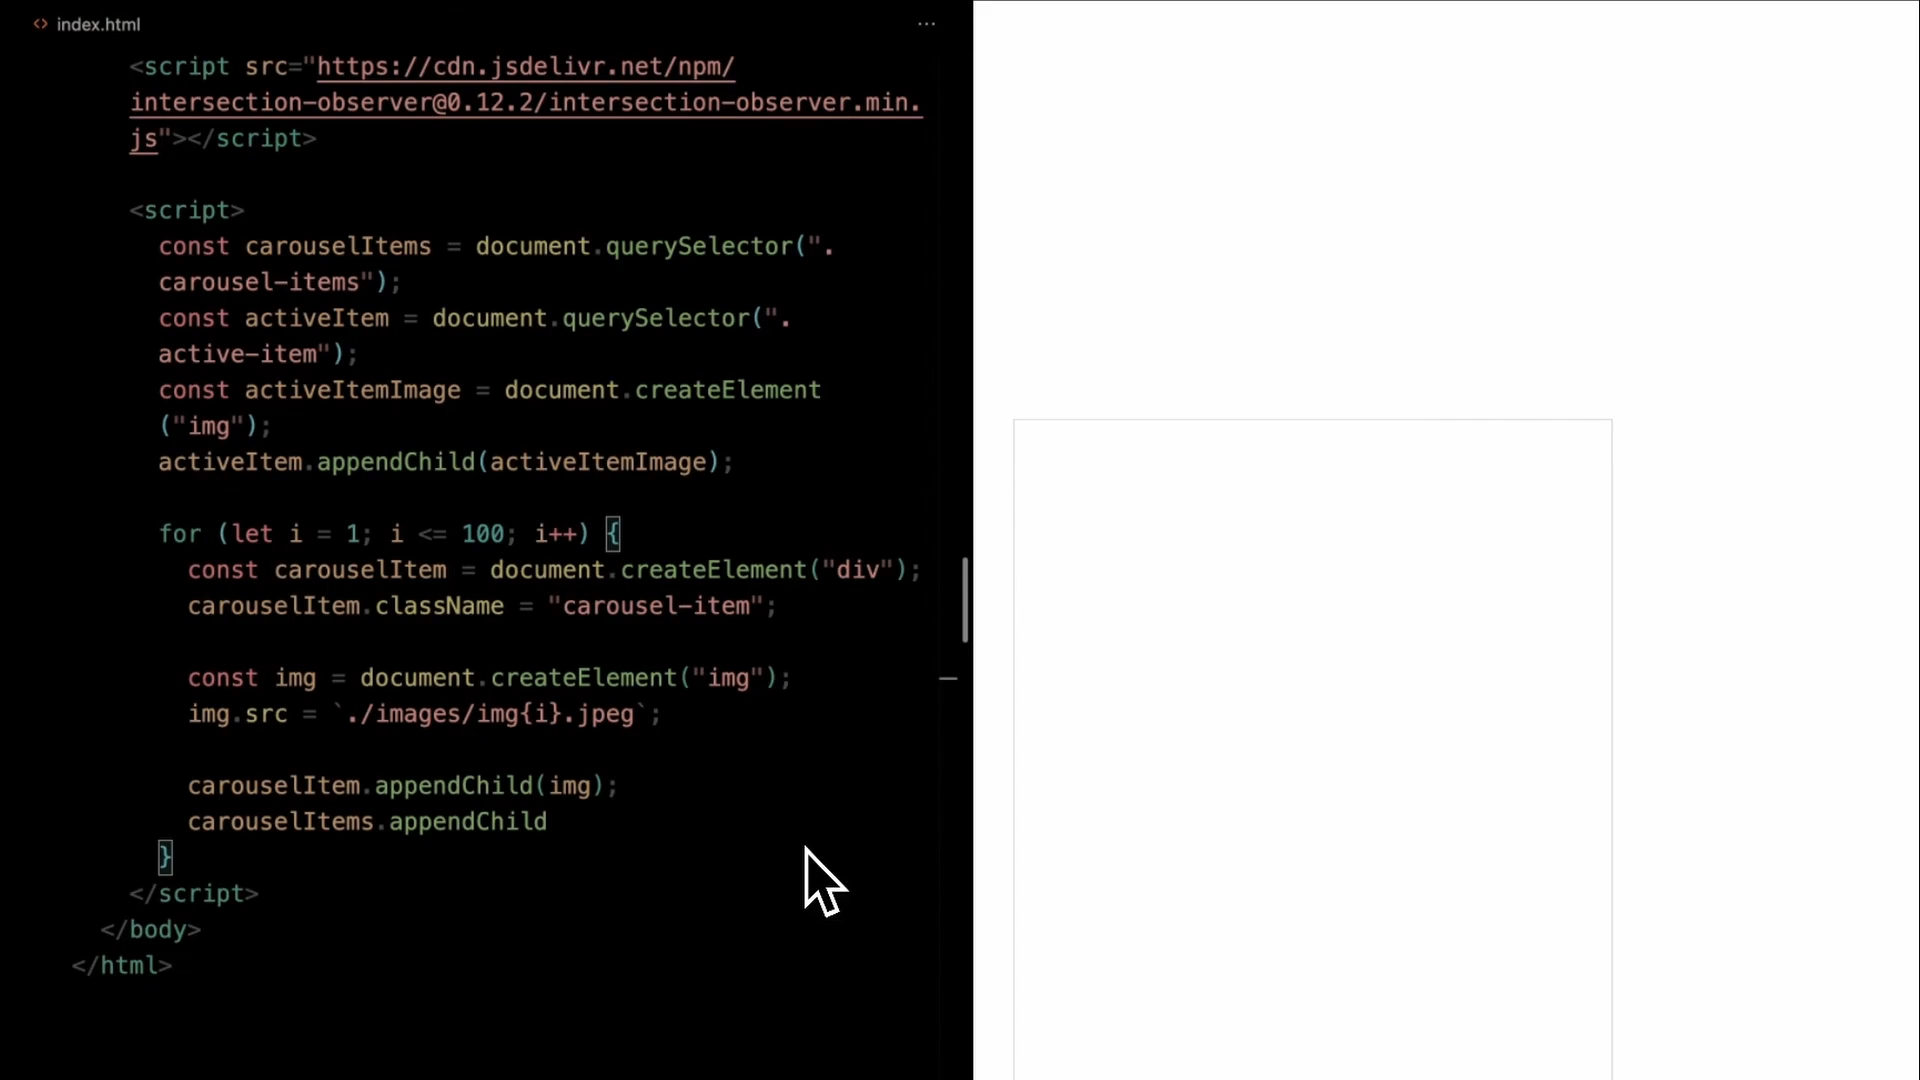 <> index.html ...
<script src="https://cdn.jsdelivr.net/npm/
intersection-observer@0.12.2/intersection-observer.min.
js"></script>
<script>
const carouselItems = document.querySelector(".
carousel-items");
const activeItem = document.querySelector(".
active-item");
const activeItemImage = document.createElement
("img");
activeItem.appendChild(activeItemImage);
for (let i = 1; i <= 100; i++) {
const carouselItem = document.createElement("div");
carouselItem.className = "carousel-item";
const img = document.createElement("img");
img.src = `./images/img{i}.jpeg`;
carouselItem.appendChild(img);
carouselItems.appendChild
}
</script>
</body>
</html>